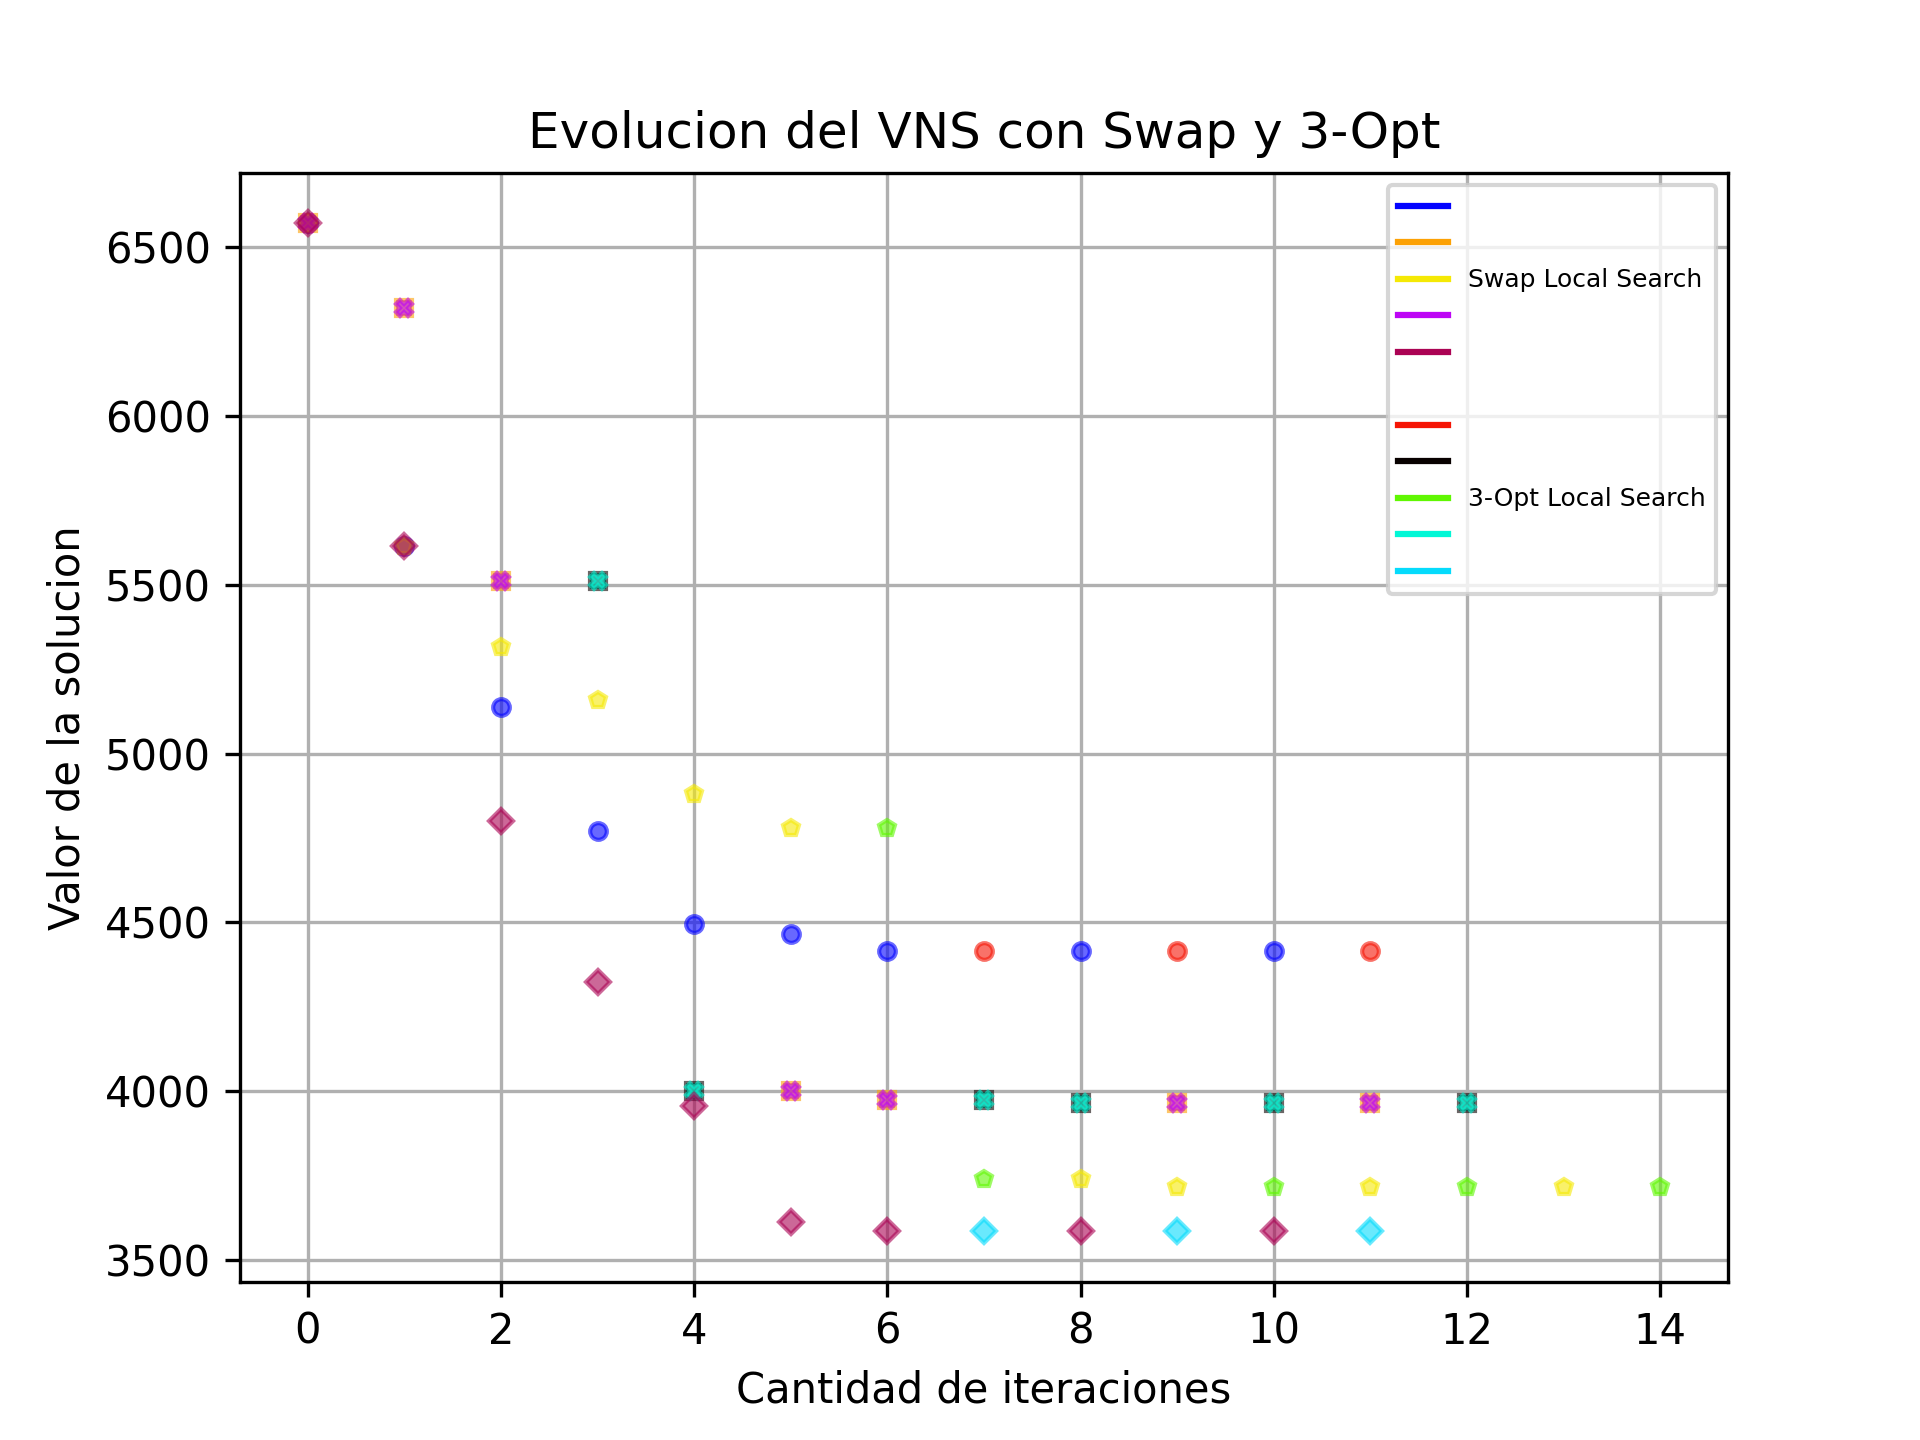 Evolucion del VNS con Swap y 3-Opt
Swap Local Search
3-Opt Local Search
Valor de la solucion
6500
6000
5500
5000
4500
4000
3500
0 2 4 6 8 10 12 14
Cantidad de iteraciones